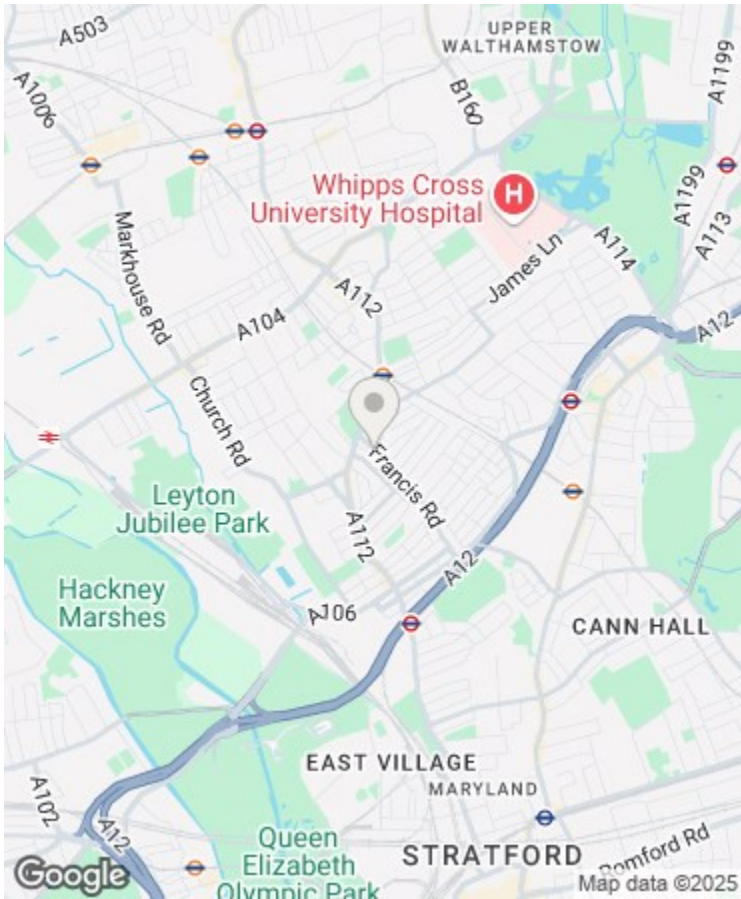 A503
UPPER
WALTHAMSTOW
A1199
A1006
B160
Whipps Cross
University Hospital
H
A1199
A113
A114
James Ln
Markhouse Rd
A112
A104
A12
Church Rd
Francis Rd
Leyton
Jubilee Park
A112
A12
Hackney
Marshes
A106
CANN HALL
EAST VILLAGE
MARYLAND
A102
A12
Queen
Elizabeth
Olympic Park
STRATFORD
Romford Rd
Google
Map data ©2025